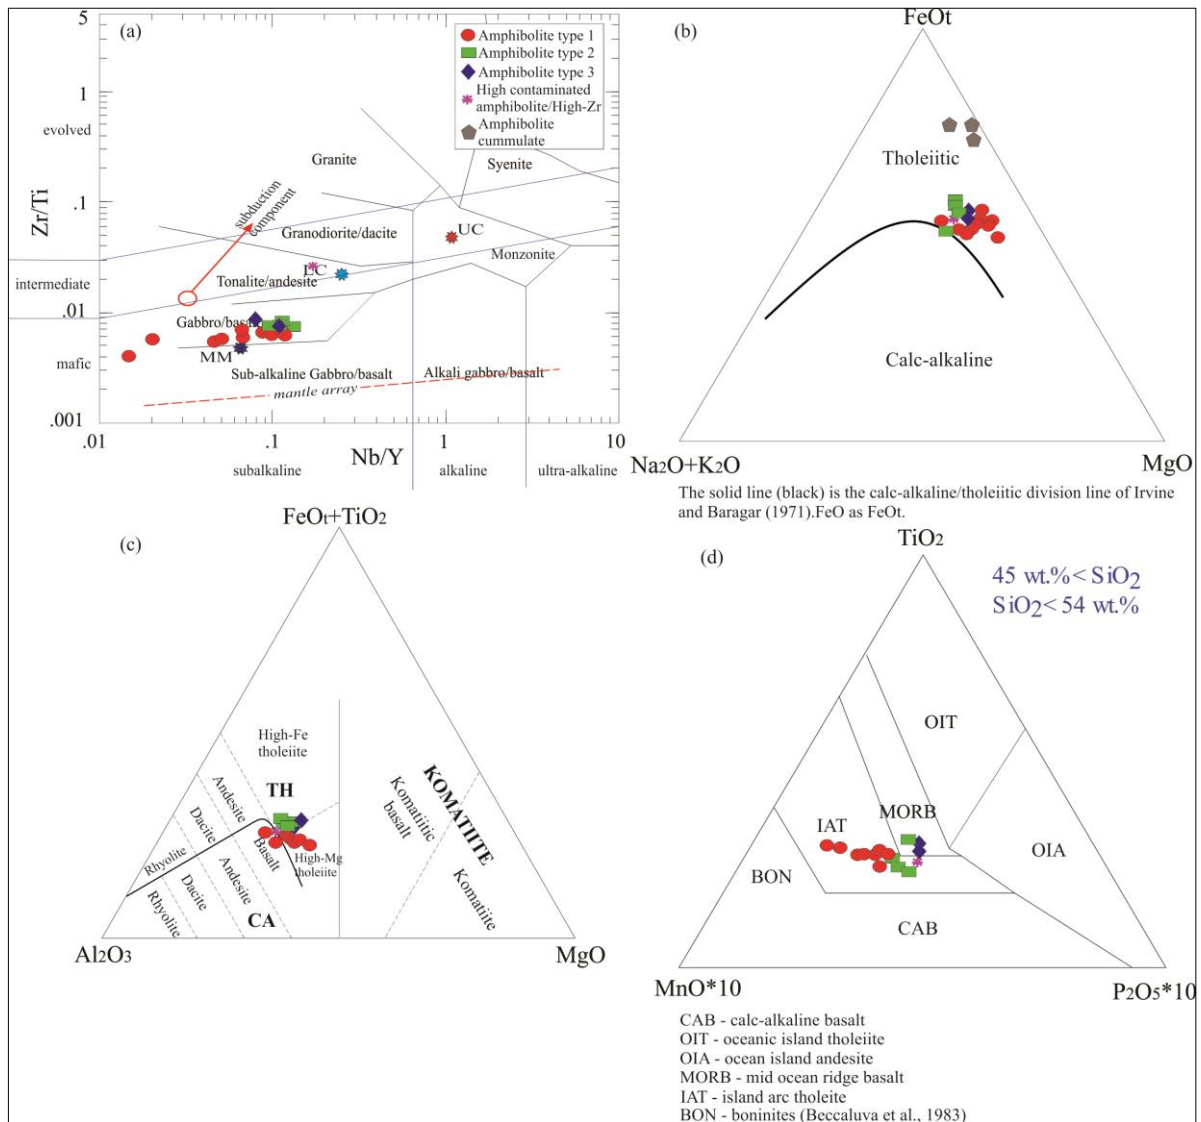 (a)
5
1
.1
.01
.001
Zr/Ti
evolved
intermediate
mafic
Amphibolite type 1
Amphibolite type 2
Amphibolite type 3
High contaminated
amphibolite/High-Zr
Amphibolite
cummulate
Granite
Syenite
subduction
component
Granodiorite/dacite
UC
Monzonite
LC
Tonalite/andesite
Gabbro/basalt
MM
Sub-alkaline Gabbro/basalt
Alkali gabbro/basalt
mantle array
.01
.1
1
10
Nb/Y
subalkaline
alkaline
ultra-alkaline
(b)
FeOt
Tholeiitic
Calc-alkaline
Na2O+K2O
MgO
The solid line (black) is the calc-alkaline/tholeiitic division line of Irvine
and Baragar (1971).FeO as FeOt.
(c)
FeOt+TiO2
High-Fe
tholeiite
TH
Andesite
Dacite
Rhyolite
Basalt
High-Mg
tholeiite
Andesite
Dacite
Rhyolite
CA
KOMATIITE
Komatiitic
basalt
Komatiite
Al2O3
MgO
(d)
TiO2
45 wt.%< SiO2
SiO2< 54 wt.%
OIT
MORB
IAT
OIA
BON
CAB
MnO*10
P2O5*10
CAB - calc-alkaline basalt
OIT - oceanic island tholeiite
OIA - ocean island andesite
MORB - mid ocean ridge basalt
IAT - island arc tholeite
BON - boninites (Beccaluva et al., 1983)